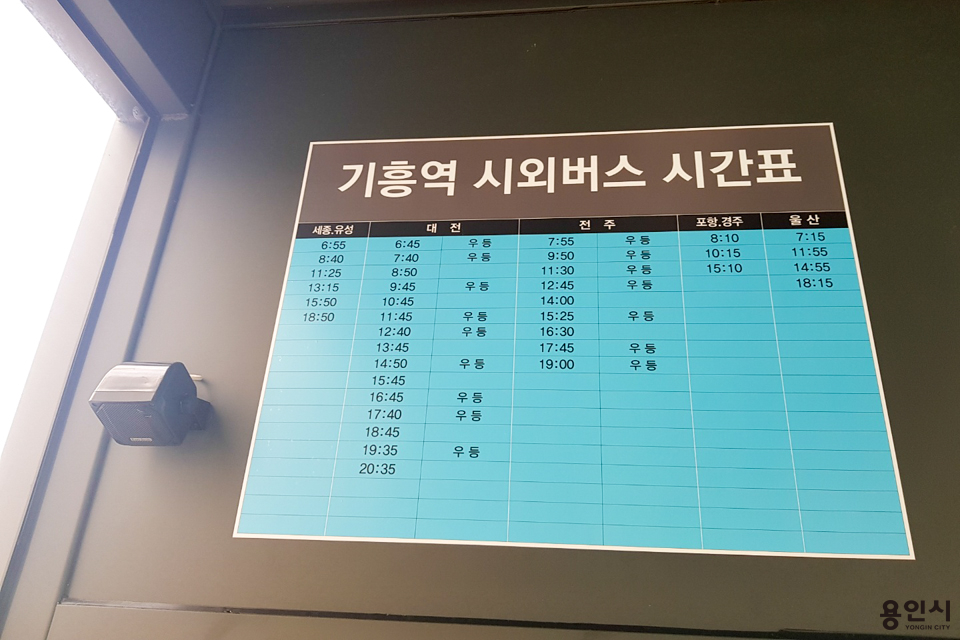 기흥역 시외버스 시간표
세종.유성 대 전 전 주 포항.경주 울 산
6:55 6:45 우등 7:55 우등 8:10 7:15
8:40 7:40 우등 9:50 우등 10:15 11:55
11:25 8:50 11:30 우등 15:10 14:55
13:15 9:45 우등 12:45 우등 18:15
15:50 10:45 14:00
18:50 11:45 우등 15:25 우등
12:40 우등 16:30
13:45 17:45 우등
14:50 우등 19:00 우등
15:45
16:45 우등
17:40 우등
18:45
19:35 우등
20:35
용인시
YONGIN CITY